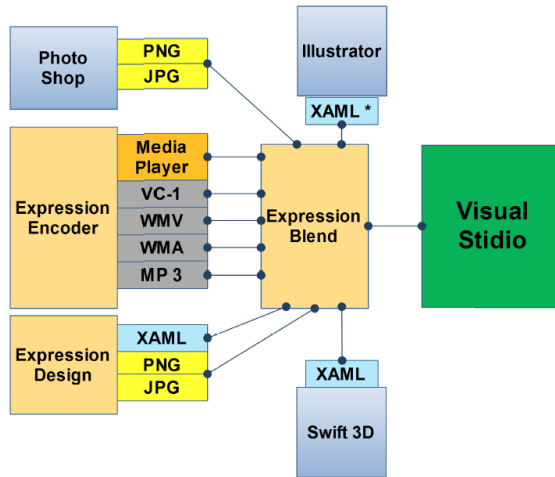 Photo
Shop
PNG
JPG
Illustrator
XAML *
Expression
Encoder
Media
Player
VC-1
WMV
WMA
MP 3
Expression
Blend
Visual
Stidio
Expression
Design
XAML
PNG
JPG
XAML
Swift 3D